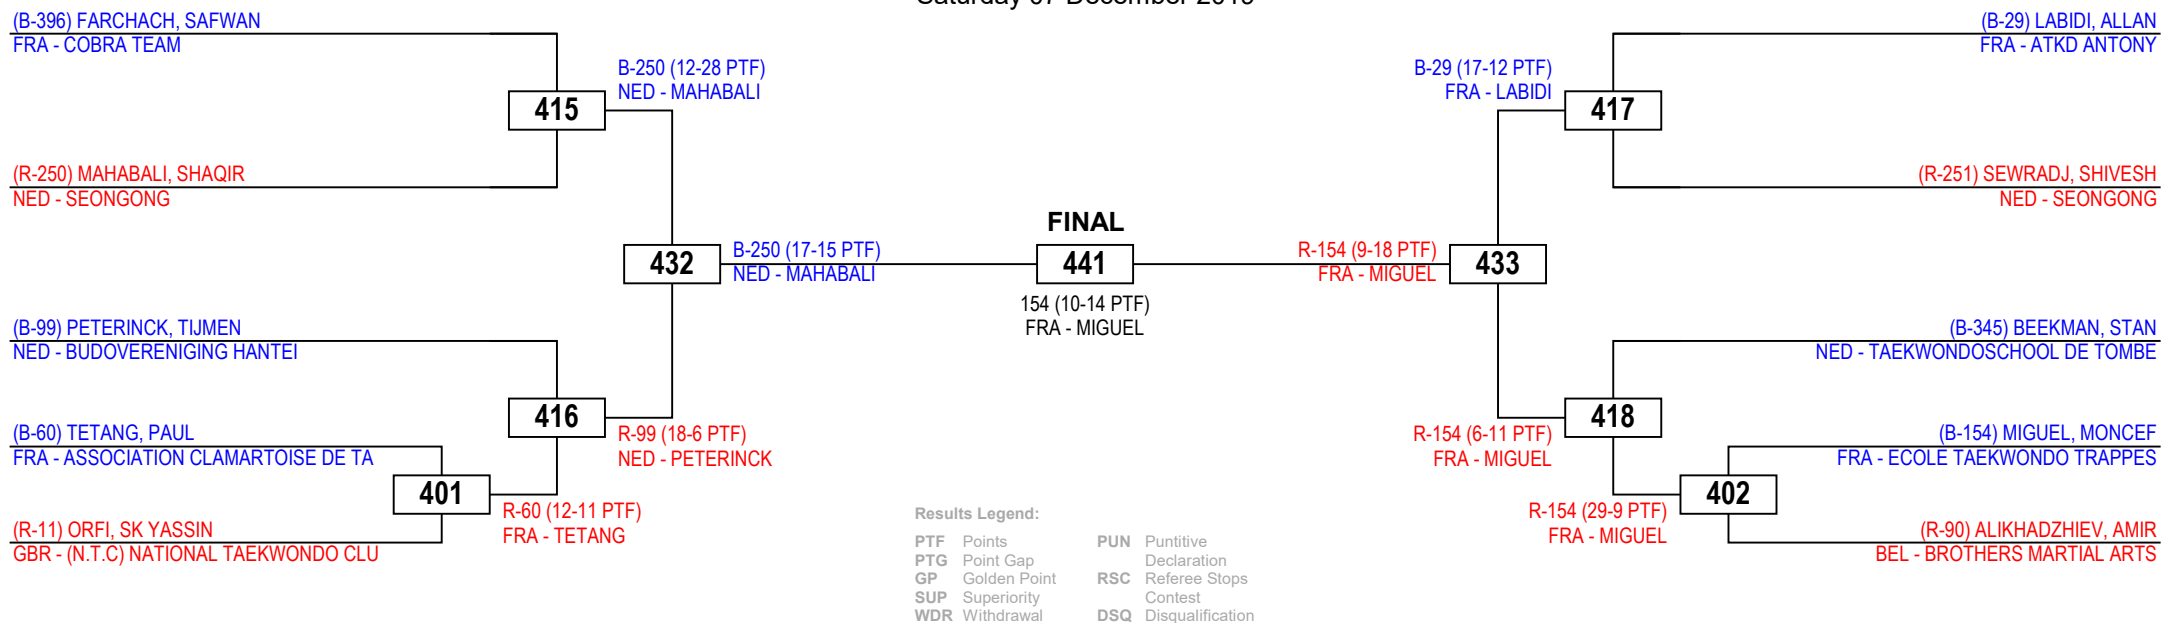 Saturday 07 December 2019
(B-396) FARCHACH, SAFWAN
FRA - COBRA TEAM
B-250 (12-28 PTF)
NED - MAHABALI
415
(R-250) MAHABALI, SHAQIR
NED - SEONGONG
432
B-250 (17-15 PTF)
NED - MAHABALI
(B-99) PETERINCK, TIJMEN
NED - BUDOVERENIGING HANTEI
416
R-99 (18-6 PTF)
NED - PETERINCK
(B-60) TETANG, PAUL
FRA - ASSOCIATION CLAMARTOISE DE TA
401
R-60 (12-11 PTF)
FRA - TETANG
(R-11) ORFI, SK YASSIN
GBR - (N.T.C) NATIONAL TAEKWONDO CLU
FINAL
441
154 (10-14 PTF)
FRA - MIGUEL
(B-29) LABIDI, ALLAN
FRA - ATKD ANTONY
B-29 (17-12 PTF)
FRA - LABIDI
417
(R-251) SEWRADJ, SHIVESH
NED - SEONGONG
R-154 (9-18 PTF)
FRA - MIGUEL
433
(B-345) BEEKMAN, STAN
NED - TAEKWONDOSCHOOL DE TOMBE
418
R-154 (6-11 PTF)
FRA - MIGUEL
(B-154) MIGUEL, MONCEF
FRA - ECOLE TAEKWONDO TRAPPES
402
R-154 (29-9 PTF)
FRA - MIGUEL
(R-90) ALIKHADZHIEV, AMIR
BEL - BROTHERS MARTIAL ARTS
Results Legend:
PTF Points
PTG Point Gap
GP Golden Point
SUP Superiority
WDR Withdrawal
PUN Puntitive
Declaration
RSC Referee Stops
Contest
DSQ Disqualification